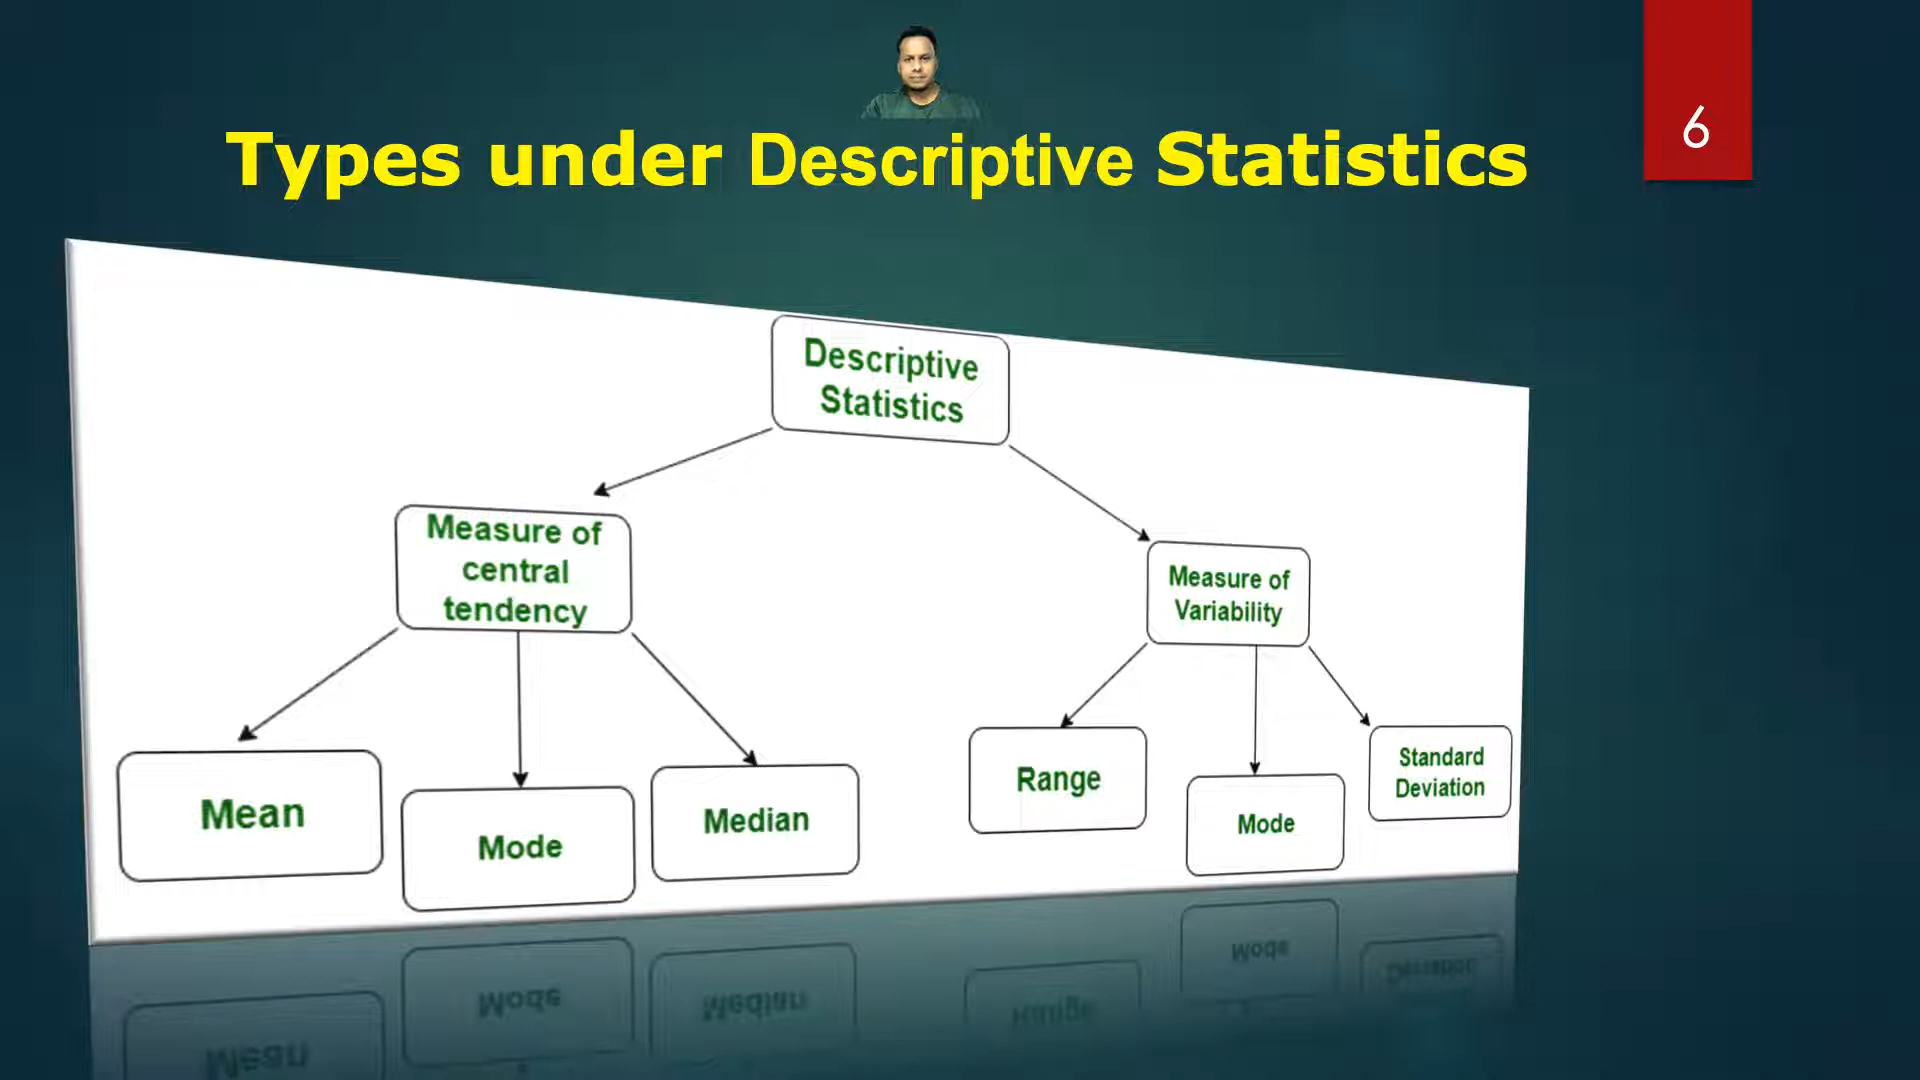 6
Types under Descriptive Statistics
Descriptive
Statistics
Measure of
central
tendency
Measure of
Variability
Mean
Mode
Median
Range
Mode
Standard
Deviation